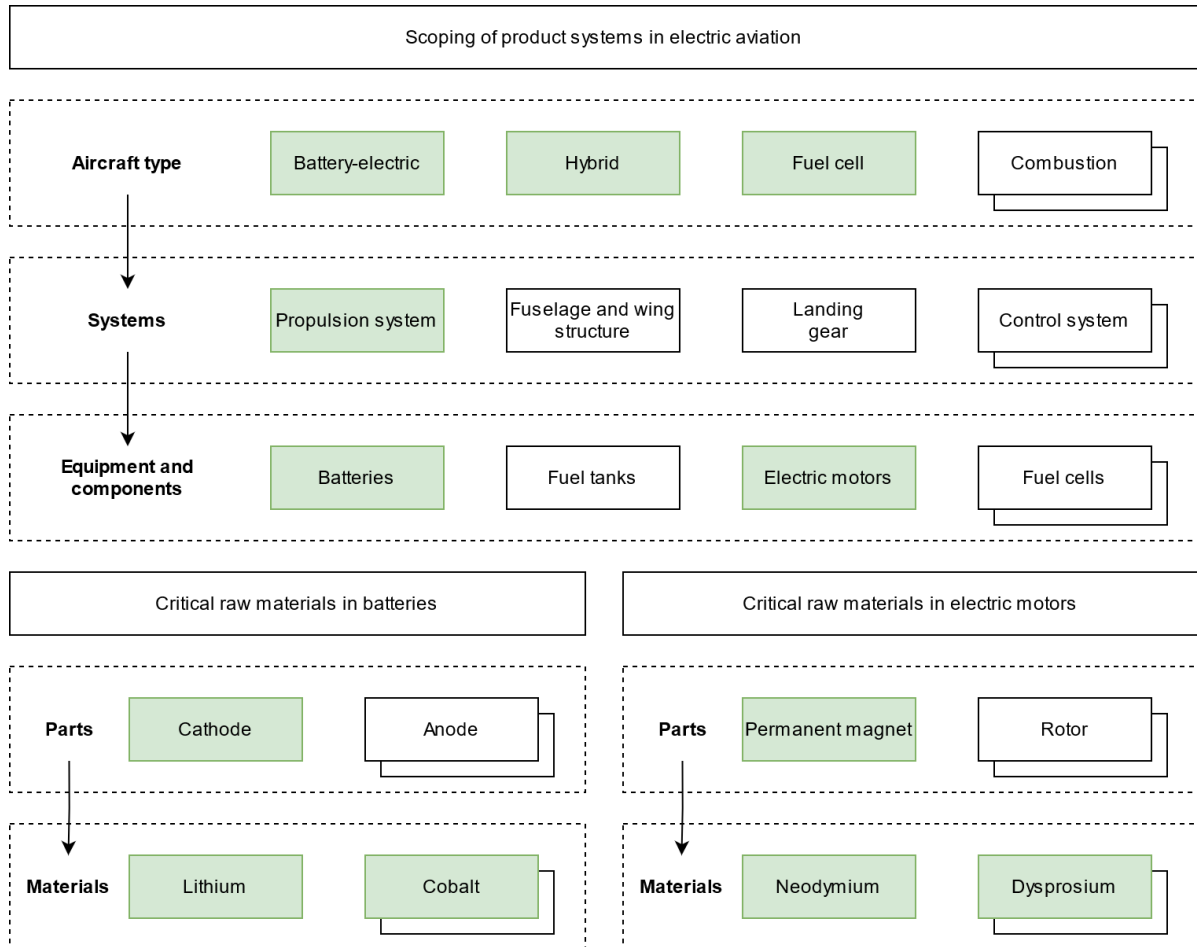 Scoping of product systems in electric aviation
Aircraft type
Battery-electric
Hybrid
Fuel cell
Combustion
Systems
Propulsion system
Fuselage and wing
structure
Landing
gear
Control system
Equipment and
components
Batteries
Fuel tanks
Electric motors
Fuel cells
Critical raw materials in batteries
Critical raw materials in electric motors
Parts
Cathode
Anode
Parts
Permanent magnet
Rotor
Materials
Lithium
Cobalt
Materials
Neodymium
Dysprosium